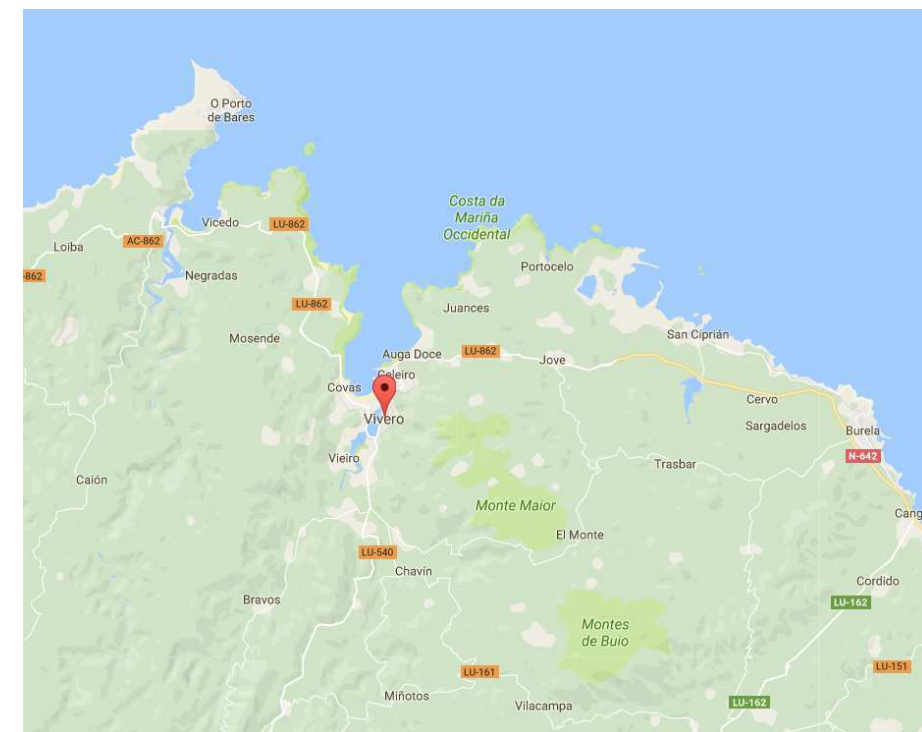 O Porto
de Bares
Costa da
Mariña
Occidental
Vicedo
LU-862
AC-862
Loiba
Portocelo
-862
Negradas
LU-862
Juances
San Ciprián
Mosende
Auga Doce
LU-862
Jove
Celeiro
Covas
Cervo
Vivero
Sargadelos
Burela
N-642
Vieiro
Trasbar
Caión
Monte Maior
Cang
El Monte
LU-540
Chavín
Cordido
Bravos
LU-162
Montes
de Buio
LU-161
LU-151
Miñotos
LU-162
Vilacampa